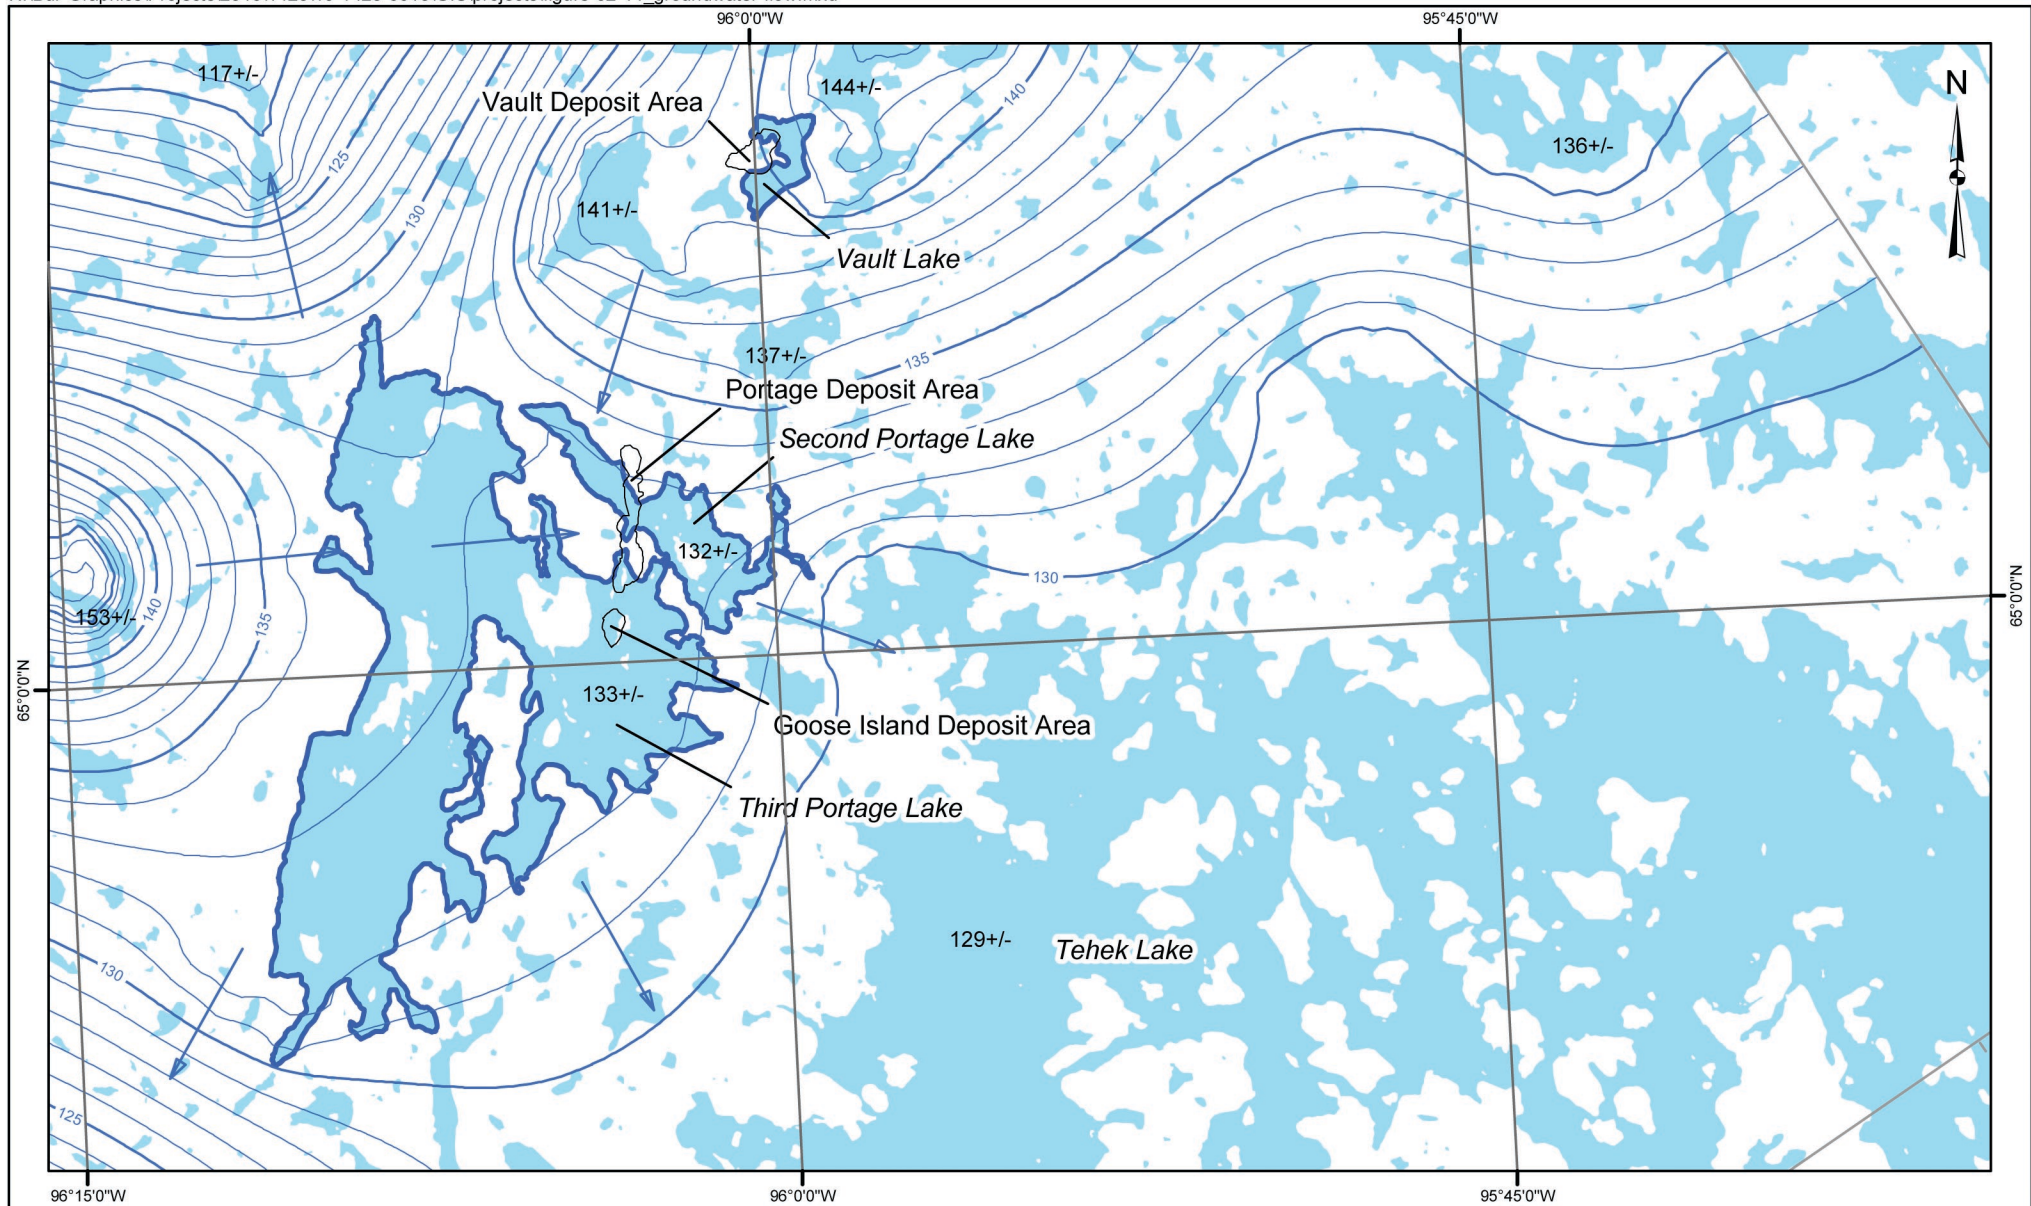 96°0'0"W
95°45'0"W
117+/-
144+/-
N
Vault Deposit Area
140
136+/-
125
141+/-
130
Vault Lake
137+/-
135
Portage Deposit Area
Second Portage Lake
132+/-
130
65°0'0"N
153+/-
140
135
133+/-
65°0'0"N
Goose Island Deposit Area
Third Portage Lake
129+/-
Tehek Lake
130
125
96°15'0"W
96°0'0"W
95°45'0"W